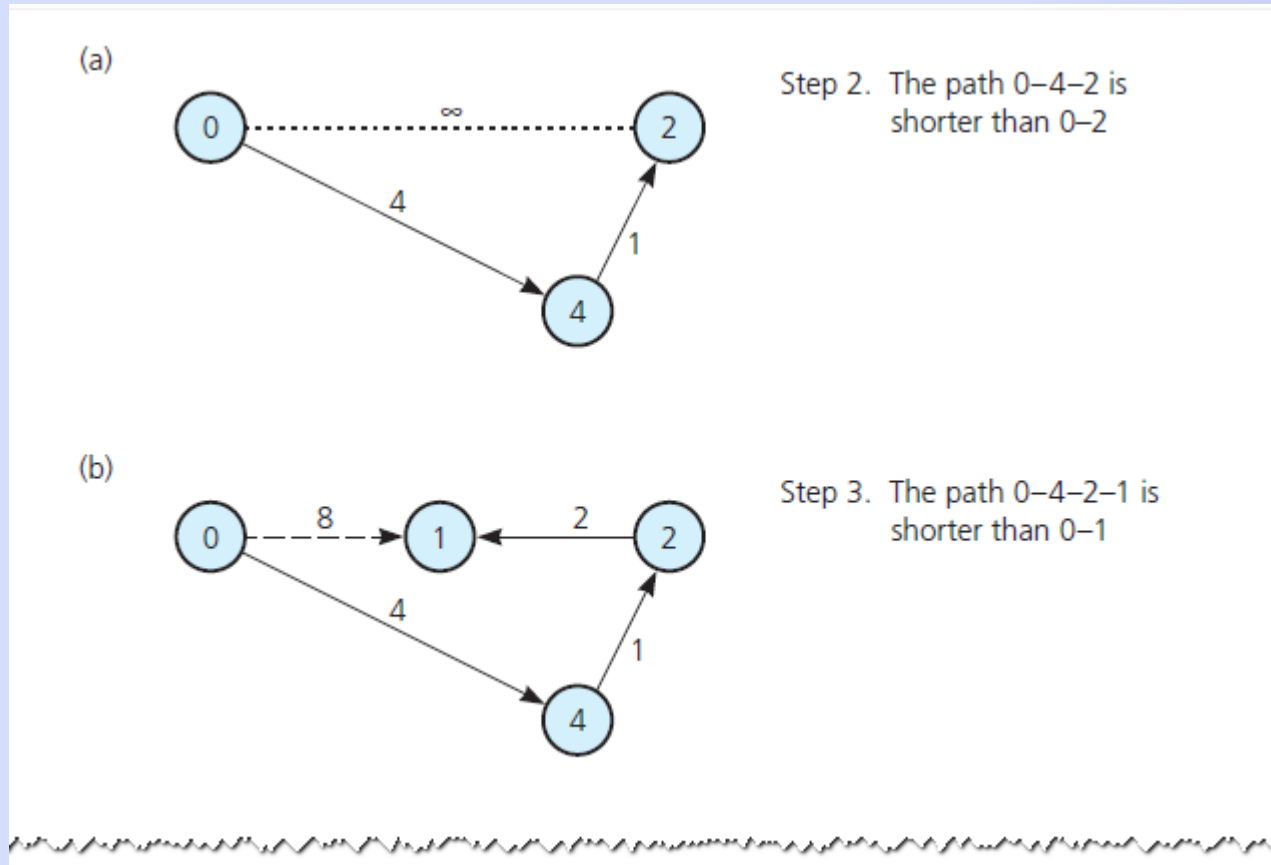 (a)
Step 2. The path 0–4–2 is
shorter than 0–2
0
∞
2
4
1
4
(b)
Step 3. The path 0–4–2–1 is
shorter than 0–1
0
8
1
2
2
4
1
4